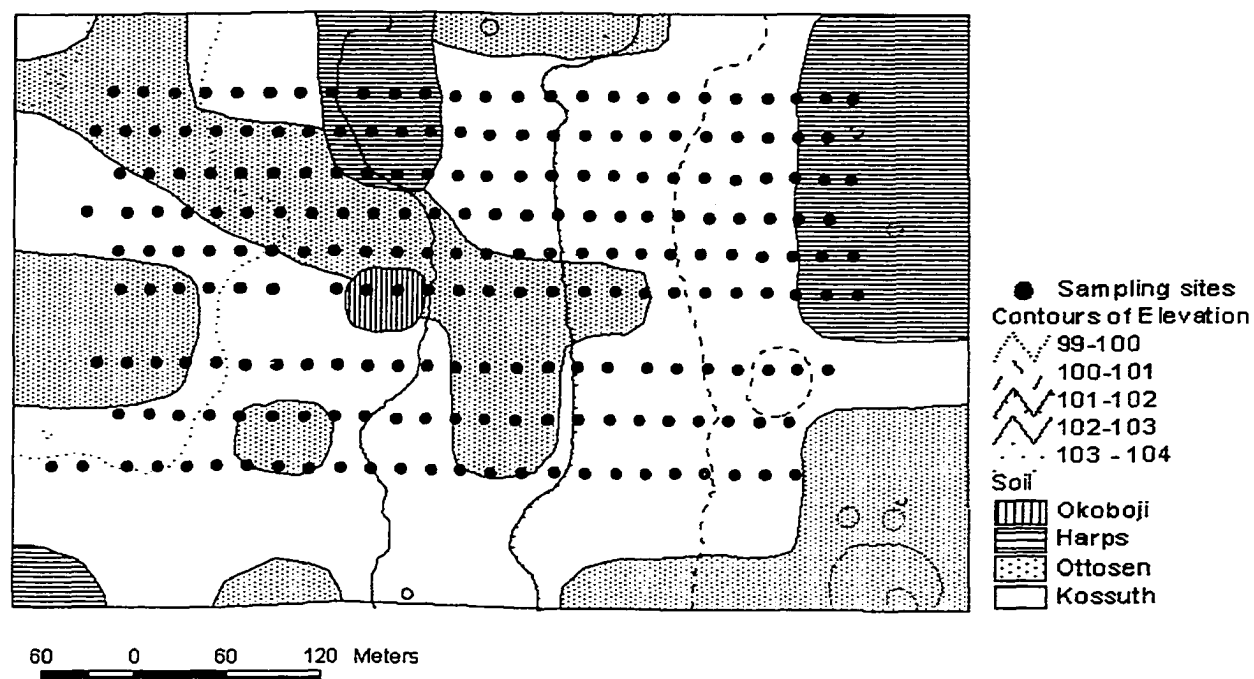 Sampling sites
Contours of Elevation
99-100
100-101
101-102
102-103
103 - 104
Soil
Okoboji
Harps
Ottosen
Kossuth
60 0 60 120 Meters